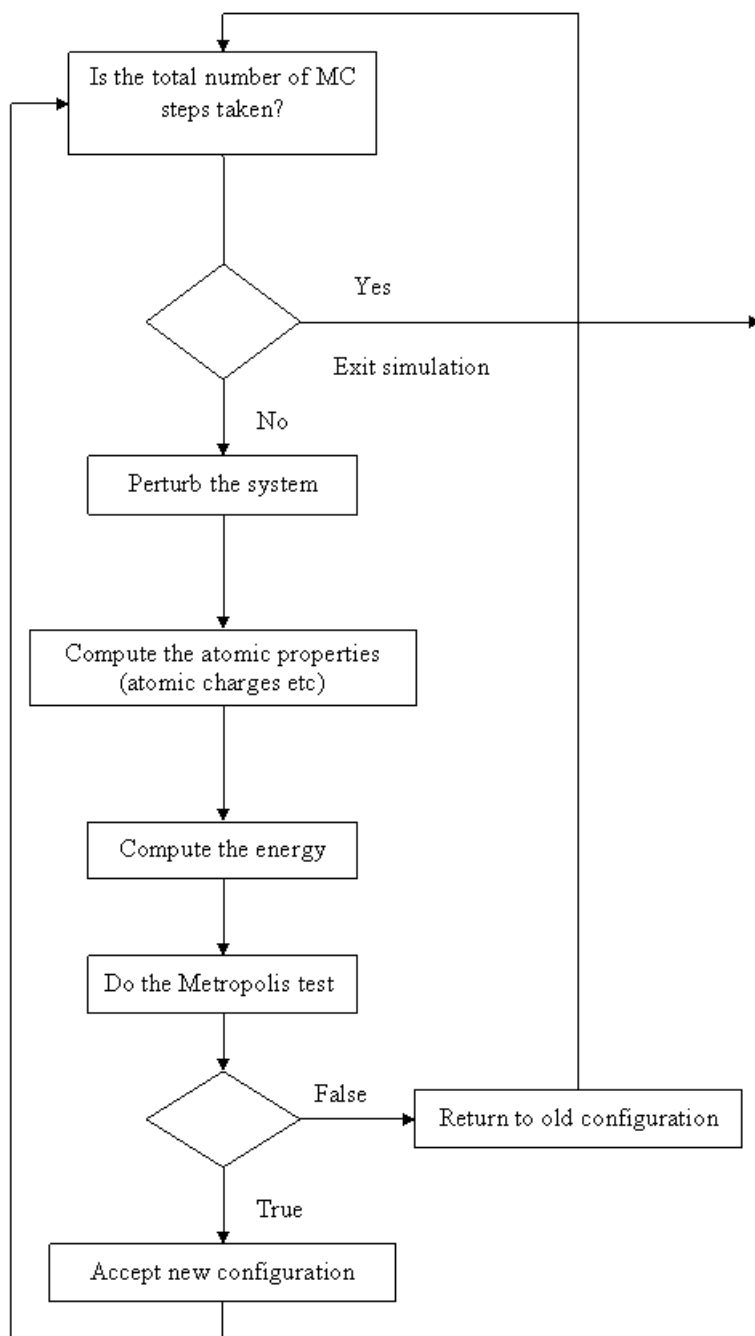 Is the total number of MC
steps taken?
Yes
Exit simulation
No
Perturb the system
Compute the atomic properties
(atomic charges etc)
Compute the energy
Do the Metropolis test
False
Return to old configuration
True
Accept new configuration